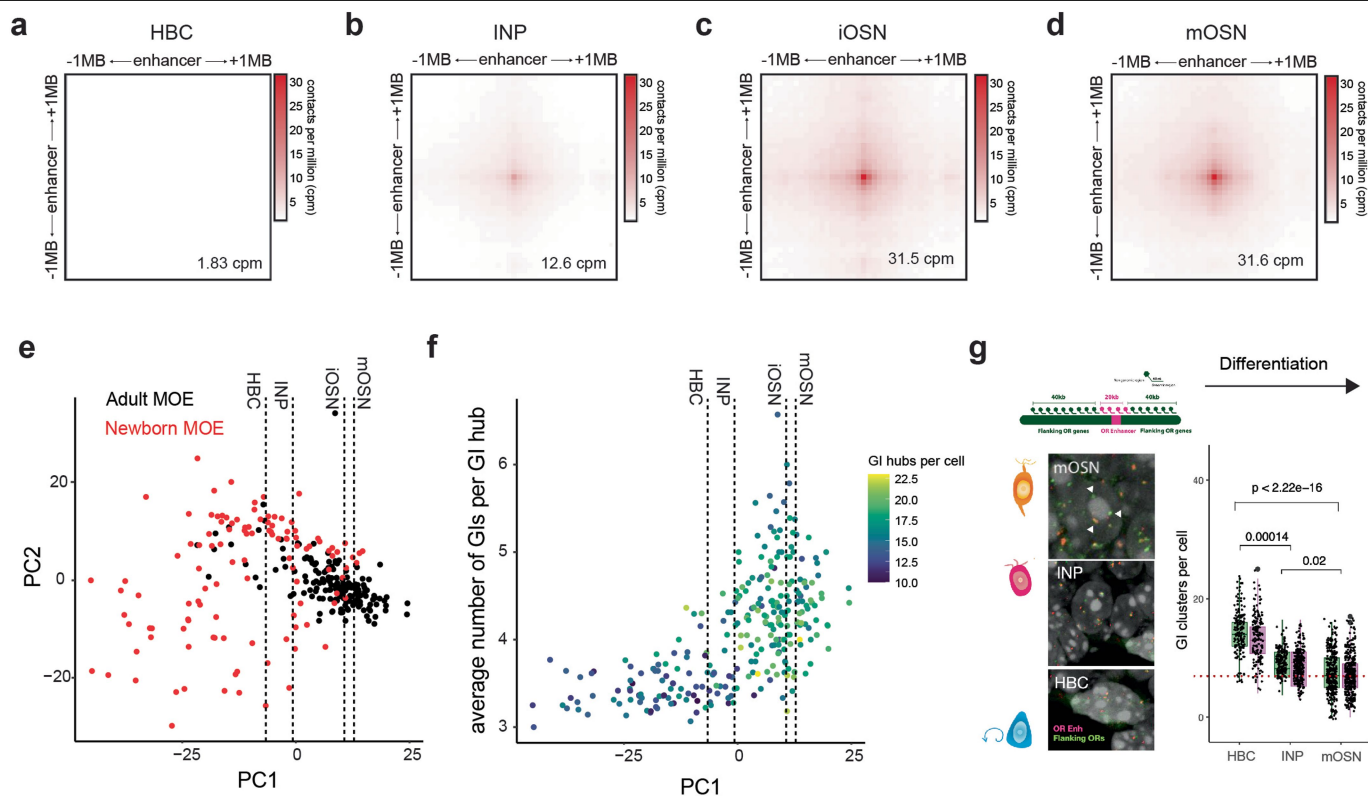 a
HBC
-1MB ←enhancer→ +1MB
-1MB ←enhancer→ +1MB
30
25
20
15
10
5
contacts per million (cpm)
1.83 cpm
b
INP
-1MB ←enhancer→ +1MB
-1MB ←enhancer→ +1MB
30
25
20
15
10
5
contacts per million (cpm)
12.6 cpm
c
iOSN
-1MB ←enhancer→ +1MB
-1MB ←enhancer→ +1MB
30
25
20
15
10
5
contacts per million (cpm)
31.5 cpm
d
mOSN
-1MB ←enhancer→ +1MB
-1MB ←enhancer→ +1MB
30
25
20
15
10
5
contacts per million (cpm)
31.6 cpm
e
Adult MOE
Newborn MOE
HBC
INP
iOSN
mOSN
PC2
20
0
−20
−25
0
25
PC1
f
HBC
INP
iOSN
mOSN
average number of GIs per GI hub
6
5
4
3
−25
0
25
PC1
GI hubs per cell
22.5
20.0
17.5
15.0
12.5
10.0
g
Differentiation
40kb
20kb
40kb
Flanking OR genes
OR Enhancer
Flanking OR genes
mOSN
INP
HBC
OR Enh
Flanking ORs
GI clusters per cell
40
20
0
p < 2.22e−16
0.00014
0.02
HBC
INP
mOSN